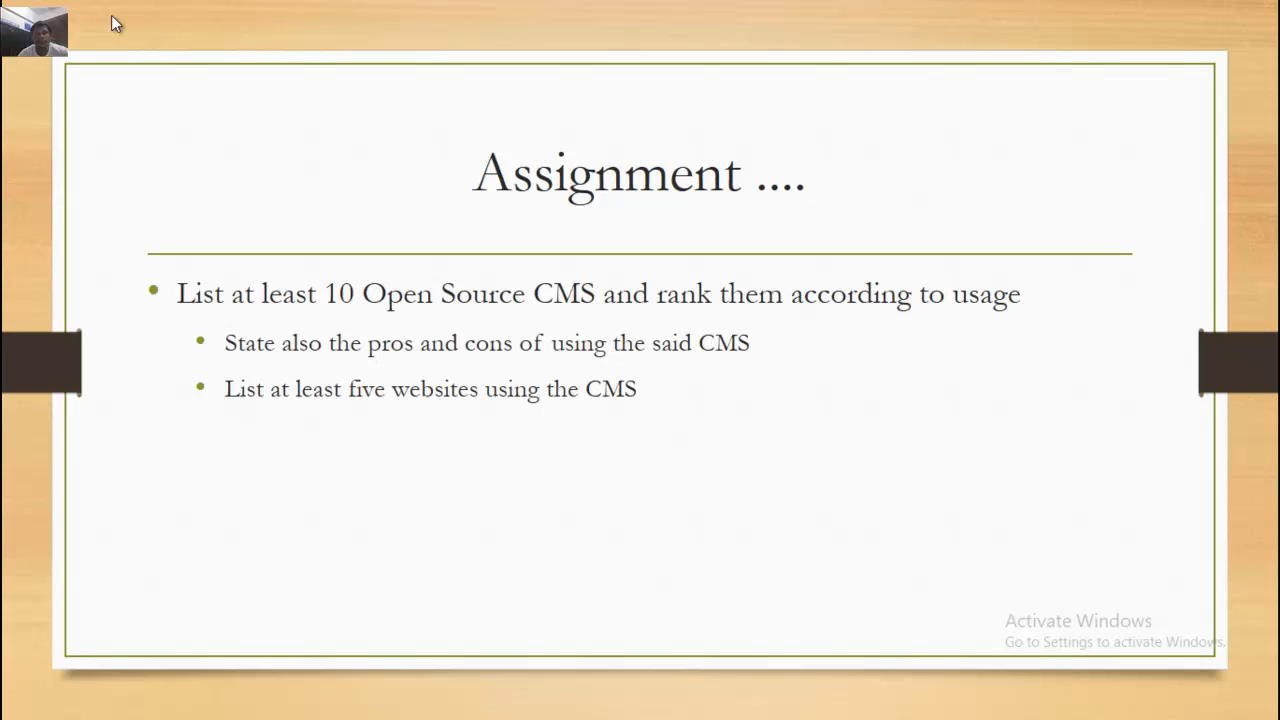 Assignment ....
List at least 10 Open Source CMS and rank them according to usage
State also the pros and cons of using the said CMS
List at least five websites using the CMS
Activate Windows
Go to Settings to activate Windows.